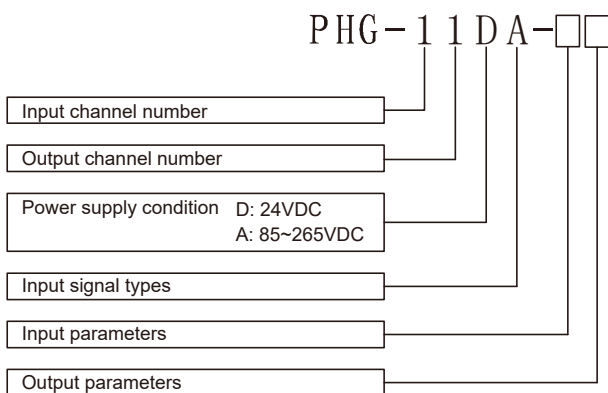 PHG-11DA-□□
Input channel number
Output channel number
Power supply condition D: 24VDC
A: 85~265VDC
Input signal types
Input parameters
Output parameters